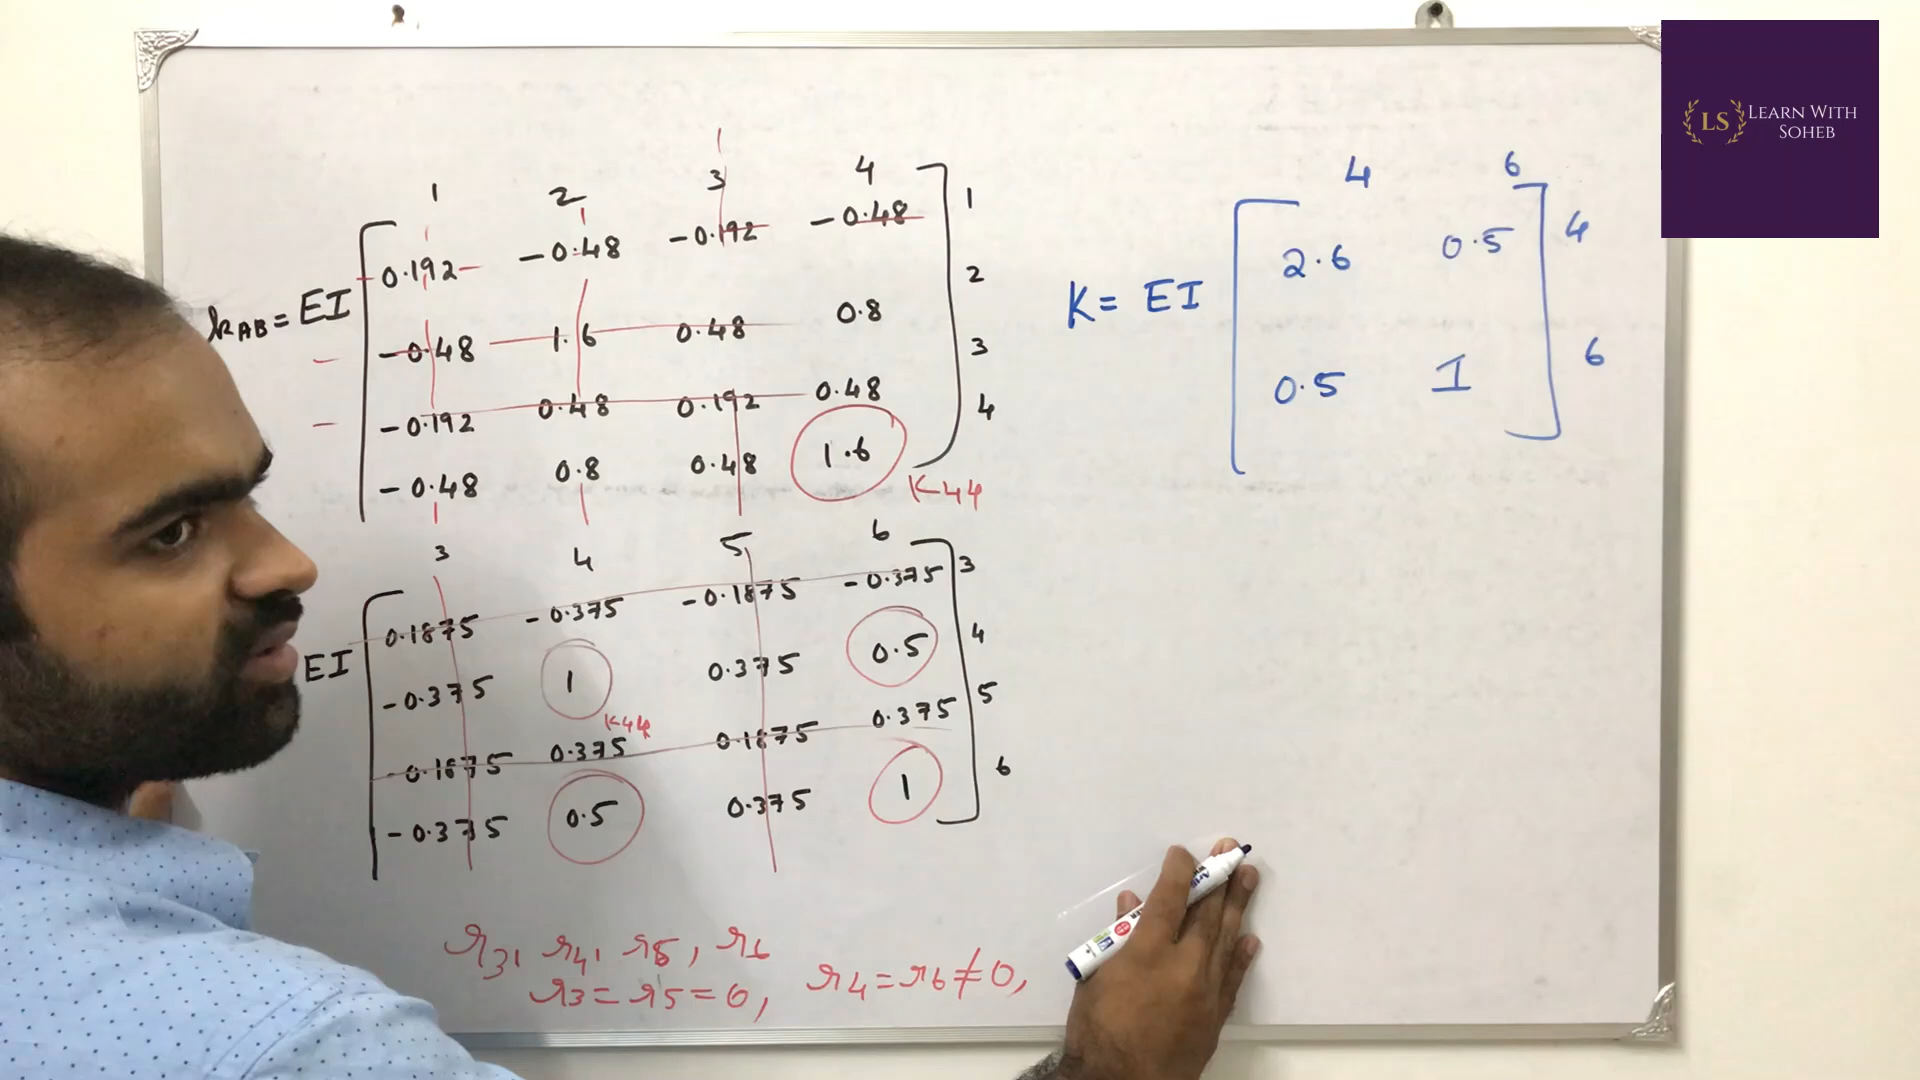 1 2 3 4
0.192 -0.48 -0.192 -0.48 1
kAB = EI
-0.48 1.6 0.48 0.8 2
-0.192 0.48 0.192 0.48 3
-0.48 0.8 0.48 1.6 4
K44
3 4 5 6
0.1875 -0.375 -0.1875 -0.375 3
EI
-0.375 1 0.375 0.5 4
K44
-0.1875 0.375 0.1875 0.375 5
-0.375 0.5 0.375 1 6
r3, r4, r5, r6
r3 = r5 = 0, r4 = r6 ≠ 0,
4 6
K = EI
2.6 0.5 4
0.5 1 6
LS
LEARN WITH
SOHEB